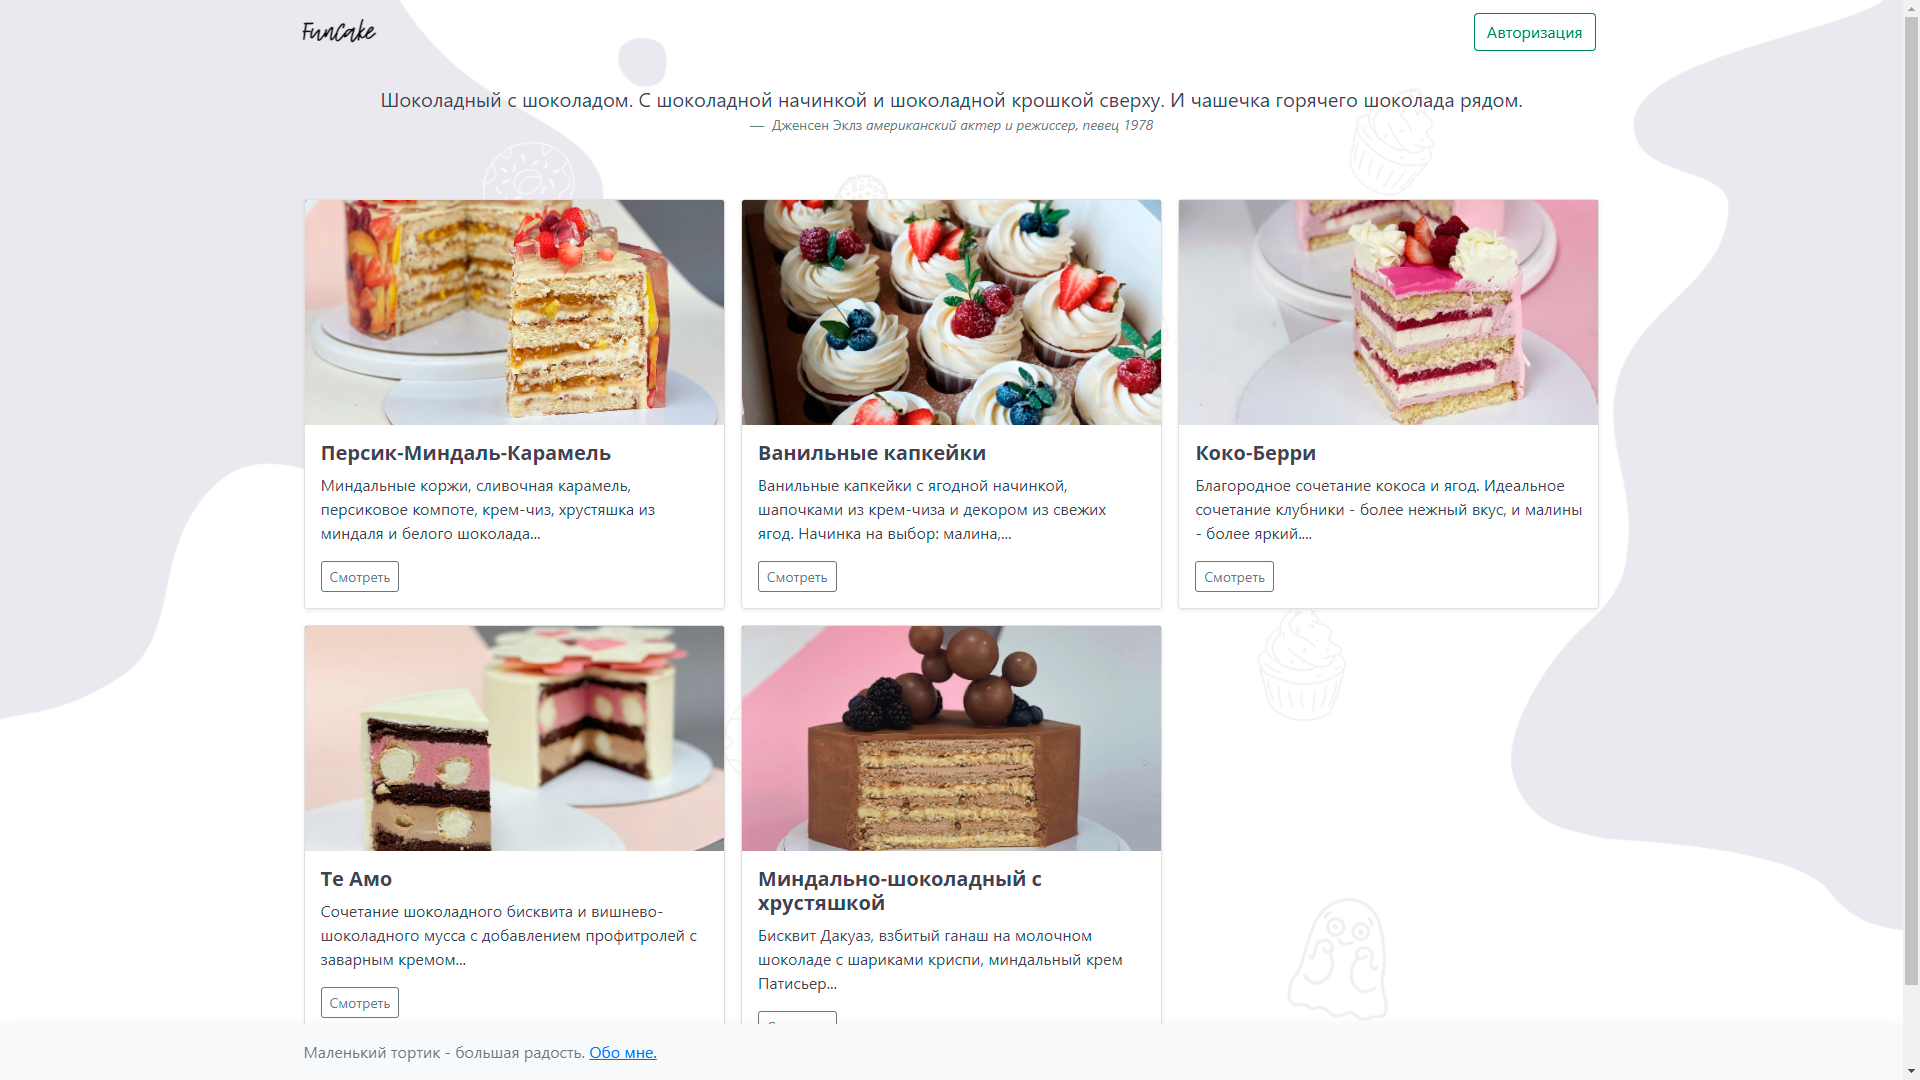 FunCake
Авторизация
Шоколадный с шоколадом. С шоколадной начинкой и шоколадной крошкой сверху. И чашечка горячего шоколада рядом.
— Дженсен Эклз американский актер и режиссер, певец 1978
Персик-Миндаль-Карамель
Миндальные коржи, сливочная карамель,
персиковое компоте, крем-чиз, хрустяшка из
миндаля и белого шоколада...
Смотреть
Ванильные капкейки
Ванильные капкейки с ягодной начинкой,
шапочками из крем-чиза и декором из свежих
ягод. Начинка на выбор: малина,...
Смотреть
Коко-Берри
Благородное сочетание кокоса и ягод. Идеальное
сочетание клубники - более нежный вкус, и малины
- более яркий....
Смотреть
Те Амо
Сочетание шоколадного бисквита и вишнево-
шоколадного мусса с добавлением профитролей с
заварным кремом...
Смотреть
Миндально-шоколадный с
хрустяшкой
Бисквит Дакуаз, взбитый ганаш на молочном
шоколаде с шариками криспи, миндальный крем
Патисьер...
Маленький тортик - большая радость. Обо мне.